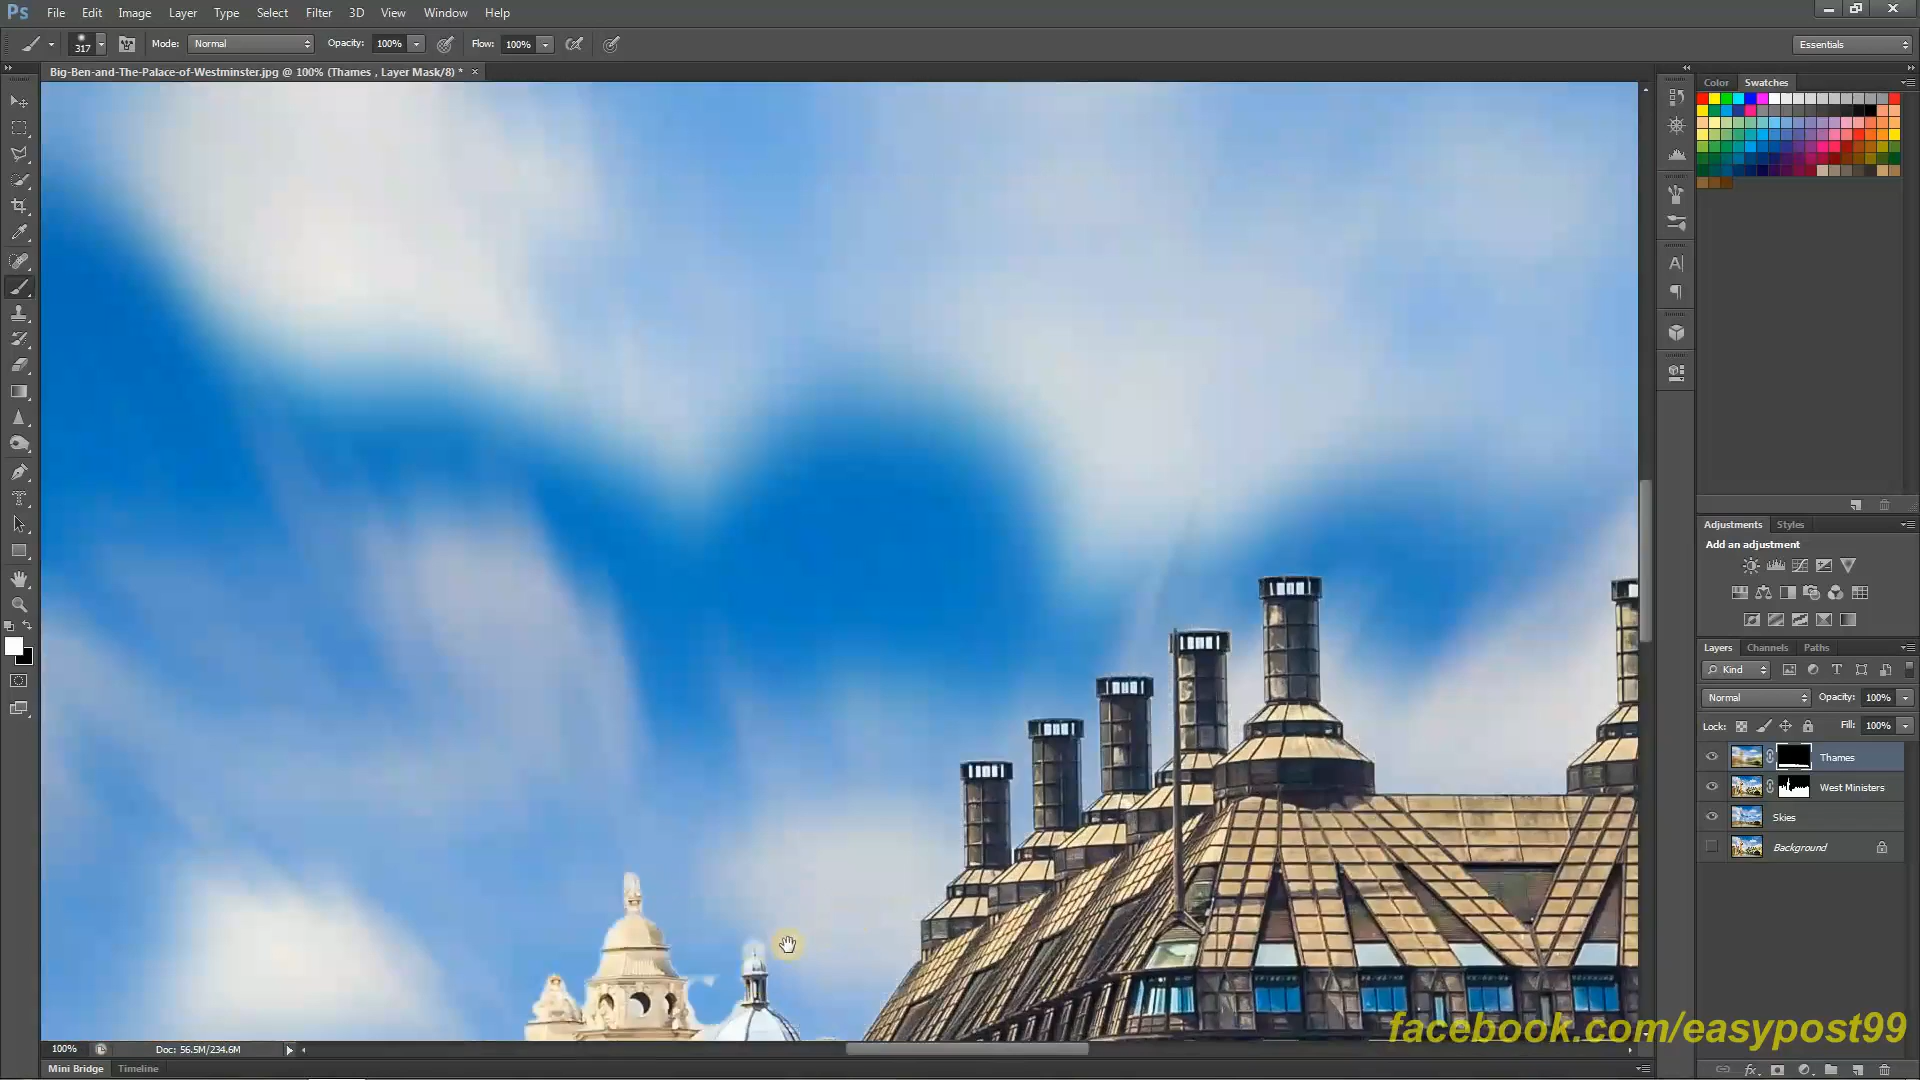 Ps File Edit Image Layer Type Select Filter 3D View Window Help
317 Mode: Normal Opacity: 100% Flow: 100% Essentials
Big-Ben-and-The-Palace-of-Westminster.jpg @ 100% (Thames , Layer Mask/8) * ×
Color Swatches
Adjustments Styles
Add an adjustment
Layers Channels Paths
Kind
Normal Opacity: 100%
Lock: Fill: 100%
Thames
West Ministers
Skies
Background
facebook.com/easypost99
100% Doc: 56.5M/234.6M
Mini Bridge Timeline